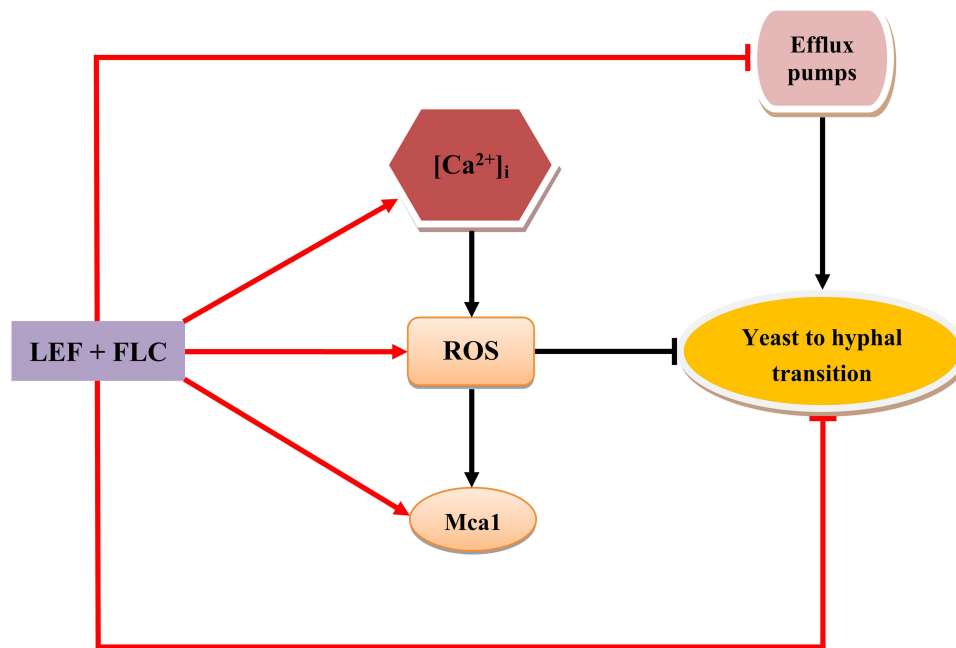 Efflux
pumps
[Ca²⁺]ᵢ
LEF + FLC
ROS
Yeast to hyphal
transition
Mca1